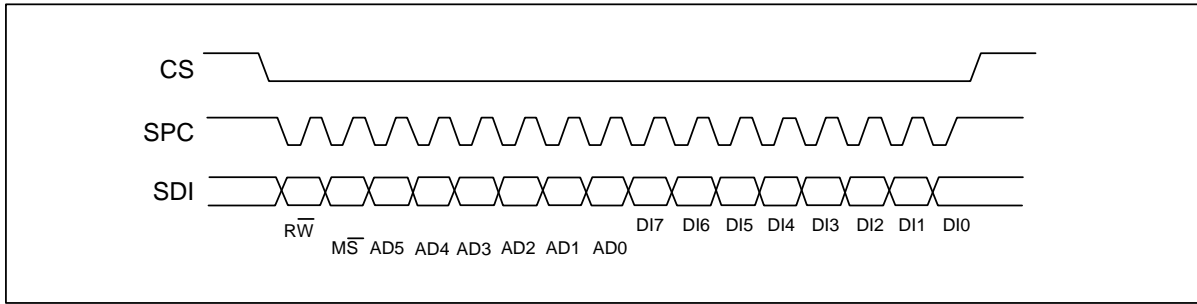 CS
SPC
SDI
RW̅
DI7 DI6 DI5 DI4 DI3 DI2 DI1 DI0
MS̅ AD5 AD4 AD3 AD2 AD1 AD0